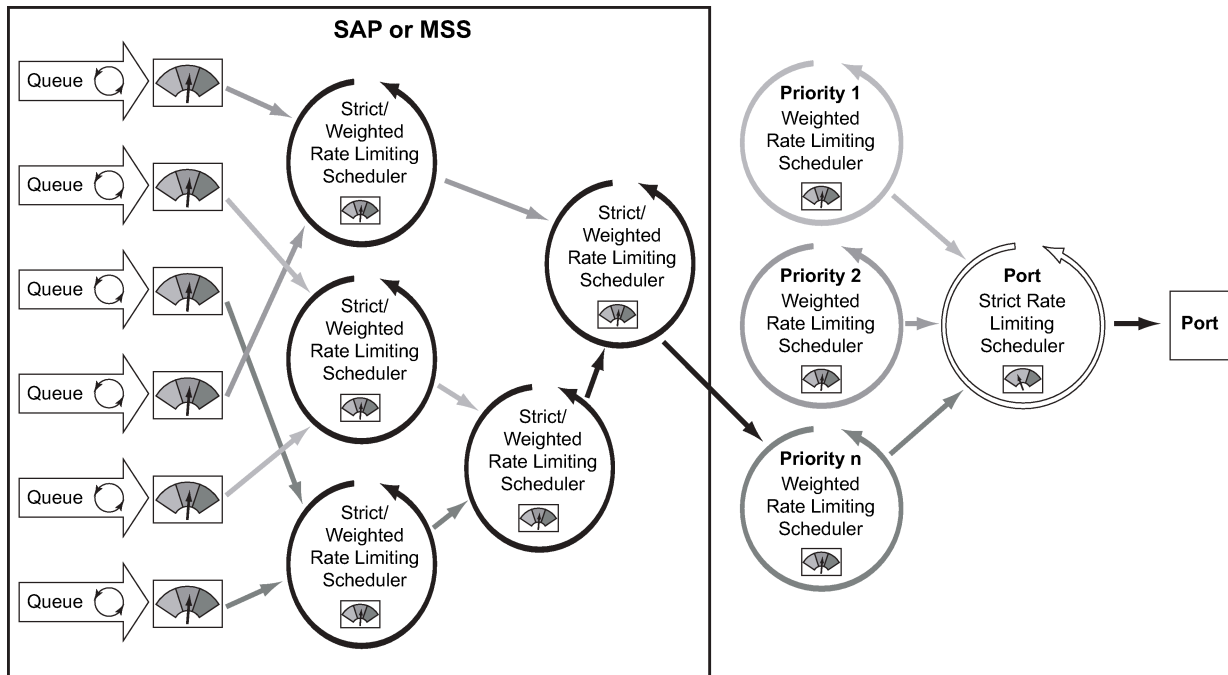 SAP or MSS
Queue
Queue
Queue
Queue
Queue
Queue
Strict/
Weighted
Rate Limiting
Scheduler
Strict/
Weighted
Rate Limiting
Scheduler
Strict/
Weighted
Rate Limiting
Scheduler
Strict/
Weighted
Rate Limiting
Scheduler
Strict/
Weighted
Rate Limiting
Scheduler
Priority 1
Weighted
Rate Limiting
Scheduler
Priority 2
Weighted
Rate Limiting
Scheduler
Priority n
Weighted
Rate Limiting
Scheduler
Port
Strict Rate
Limiting
Scheduler
Port